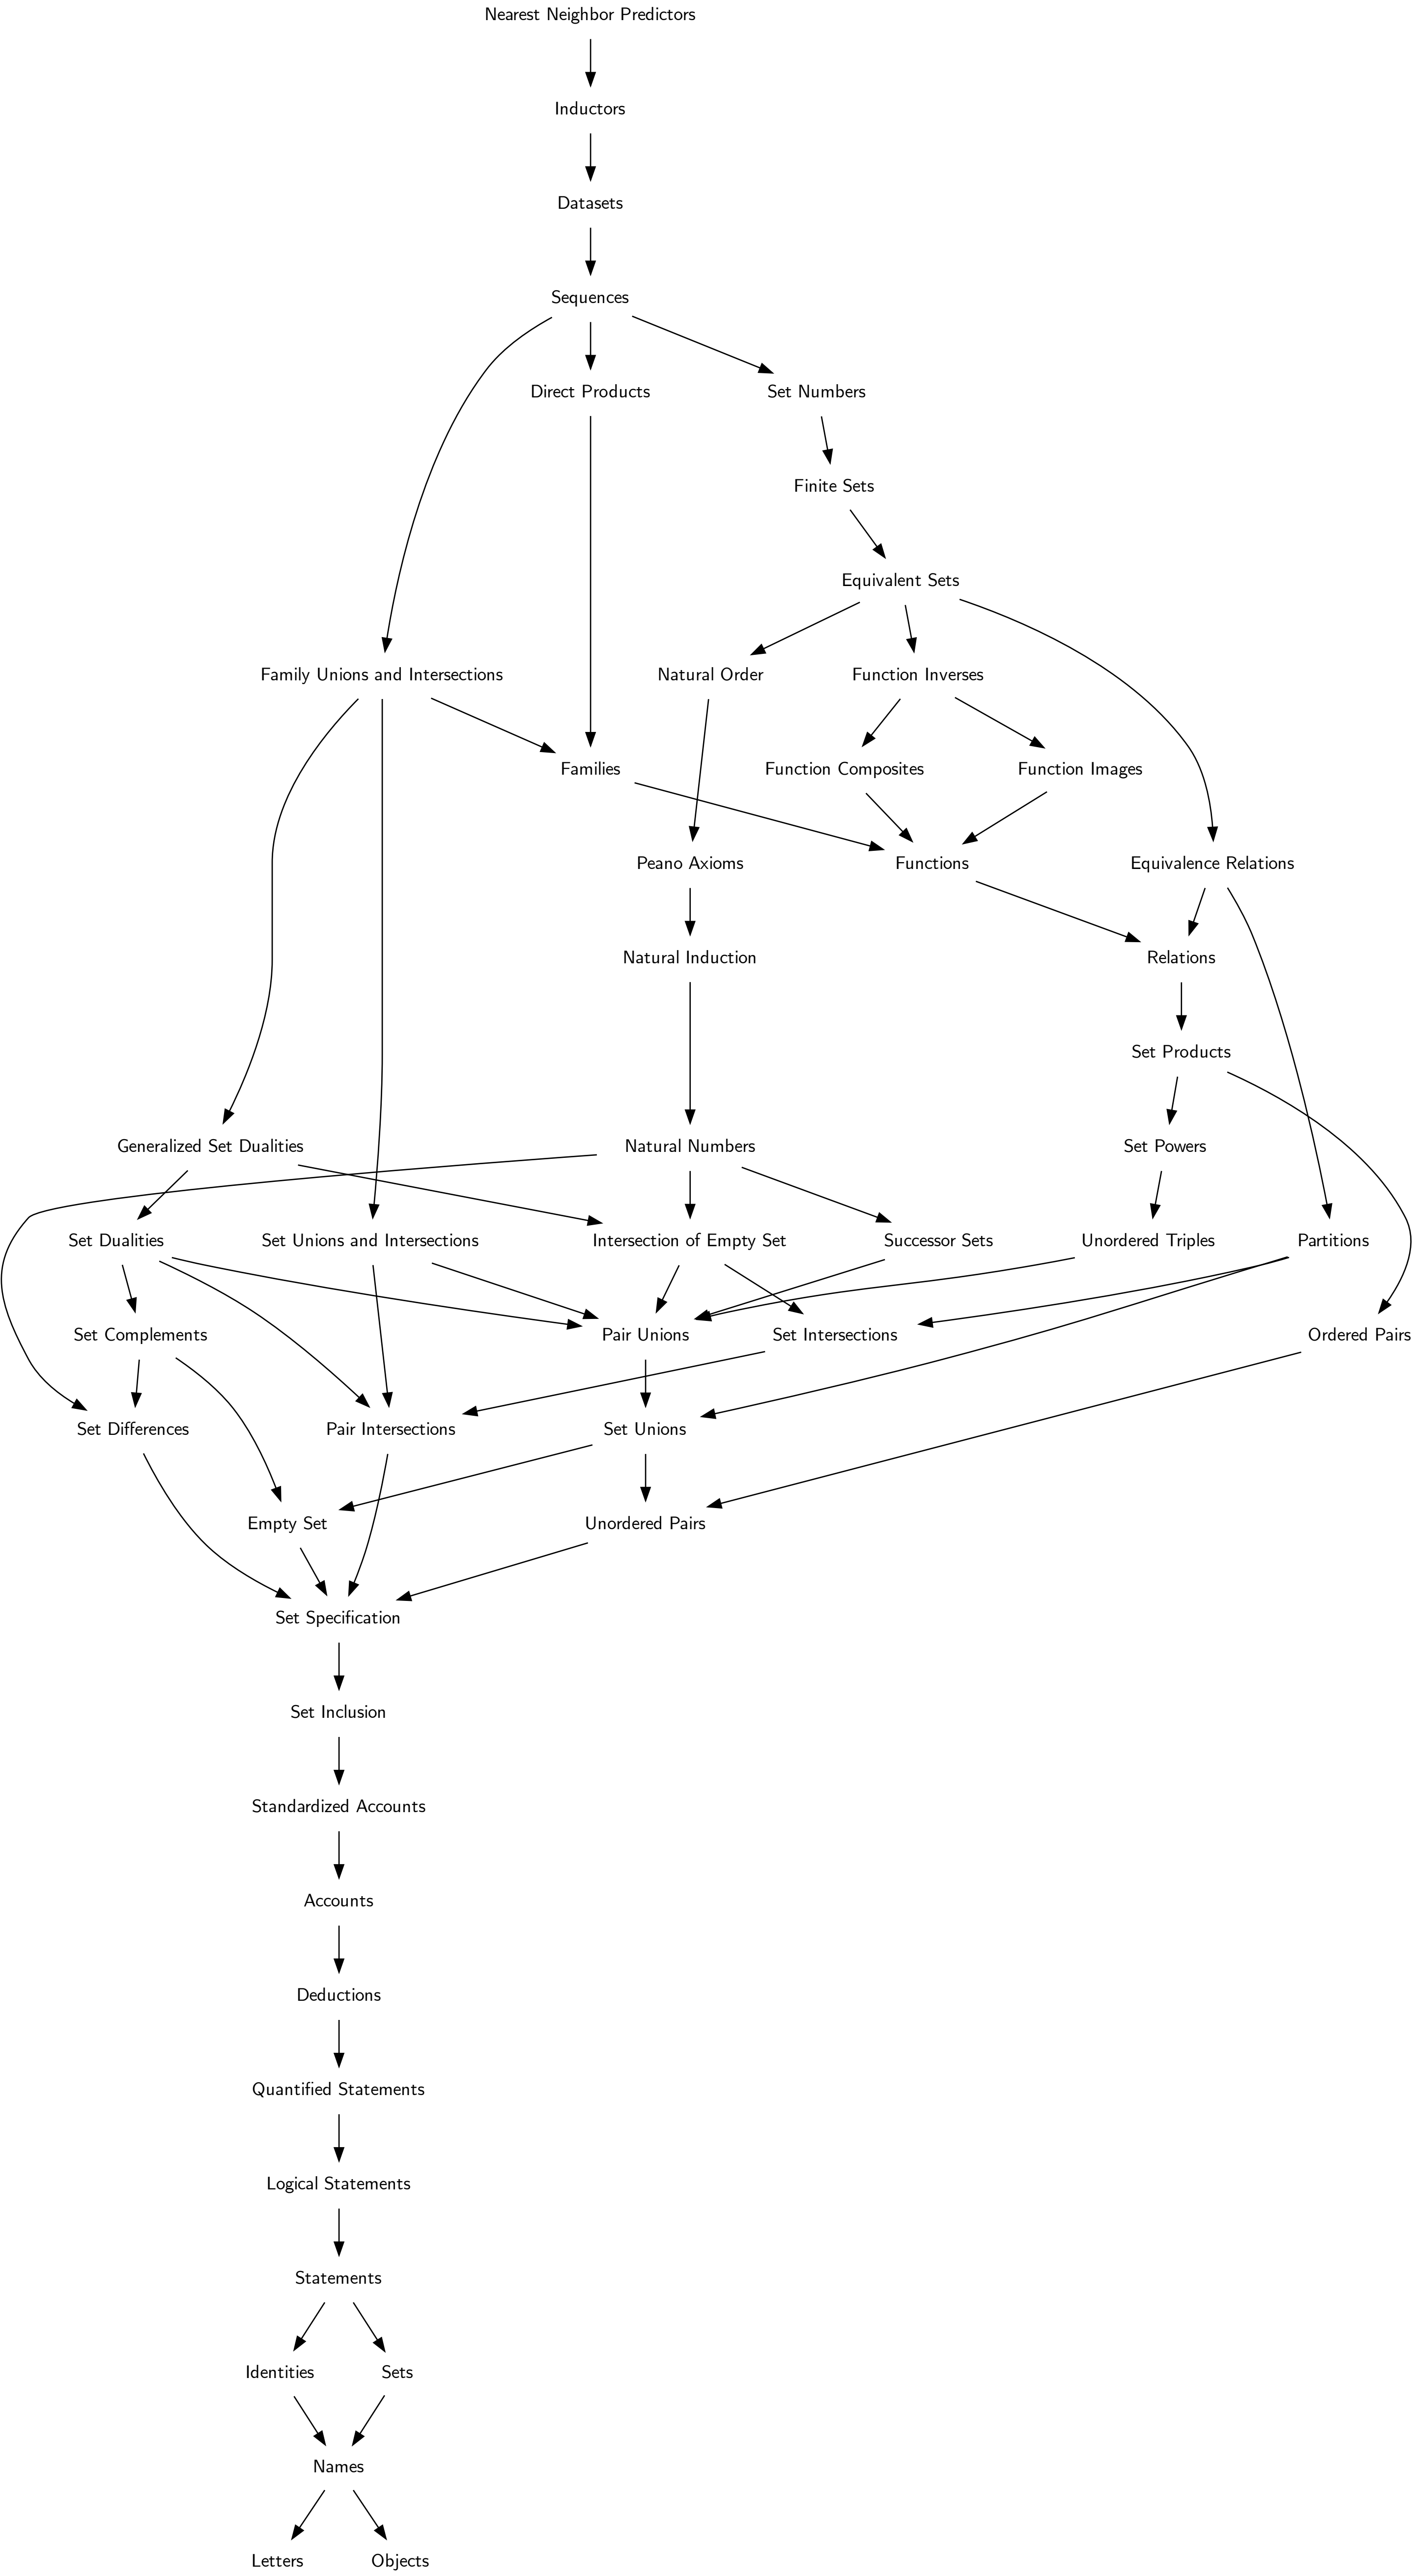 Nearest Neighbor Predictors
Inductors
Datasets
Sequences
Direct Products
Set Numbers
Finite Sets
Equivalent Sets
Family Unions and Intersections
Natural Order
Function Inverses
Families
Function Composites
Function Images
Peano Axioms
Functions
Equivalence Relations
Natural Induction
Relations
Set Products
Generalized Set Dualities
Natural Numbers
Set Powers
Set Dualities
Set Unions and Intersections
Intersection of Empty Set
Successor Sets
Unordered Triples
Partitions
Set Complements
Pair Unions
Set Intersections
Ordered Pairs
Set Differences
Pair Intersections
Set Unions
Empty Set
Unordered Pairs
Set Specification
Set Inclusion
Standardized Accounts
Accounts
Deductions
Quantified Statements
Logical Statements
Statements
Identities
Sets
Names
Letters
Objects